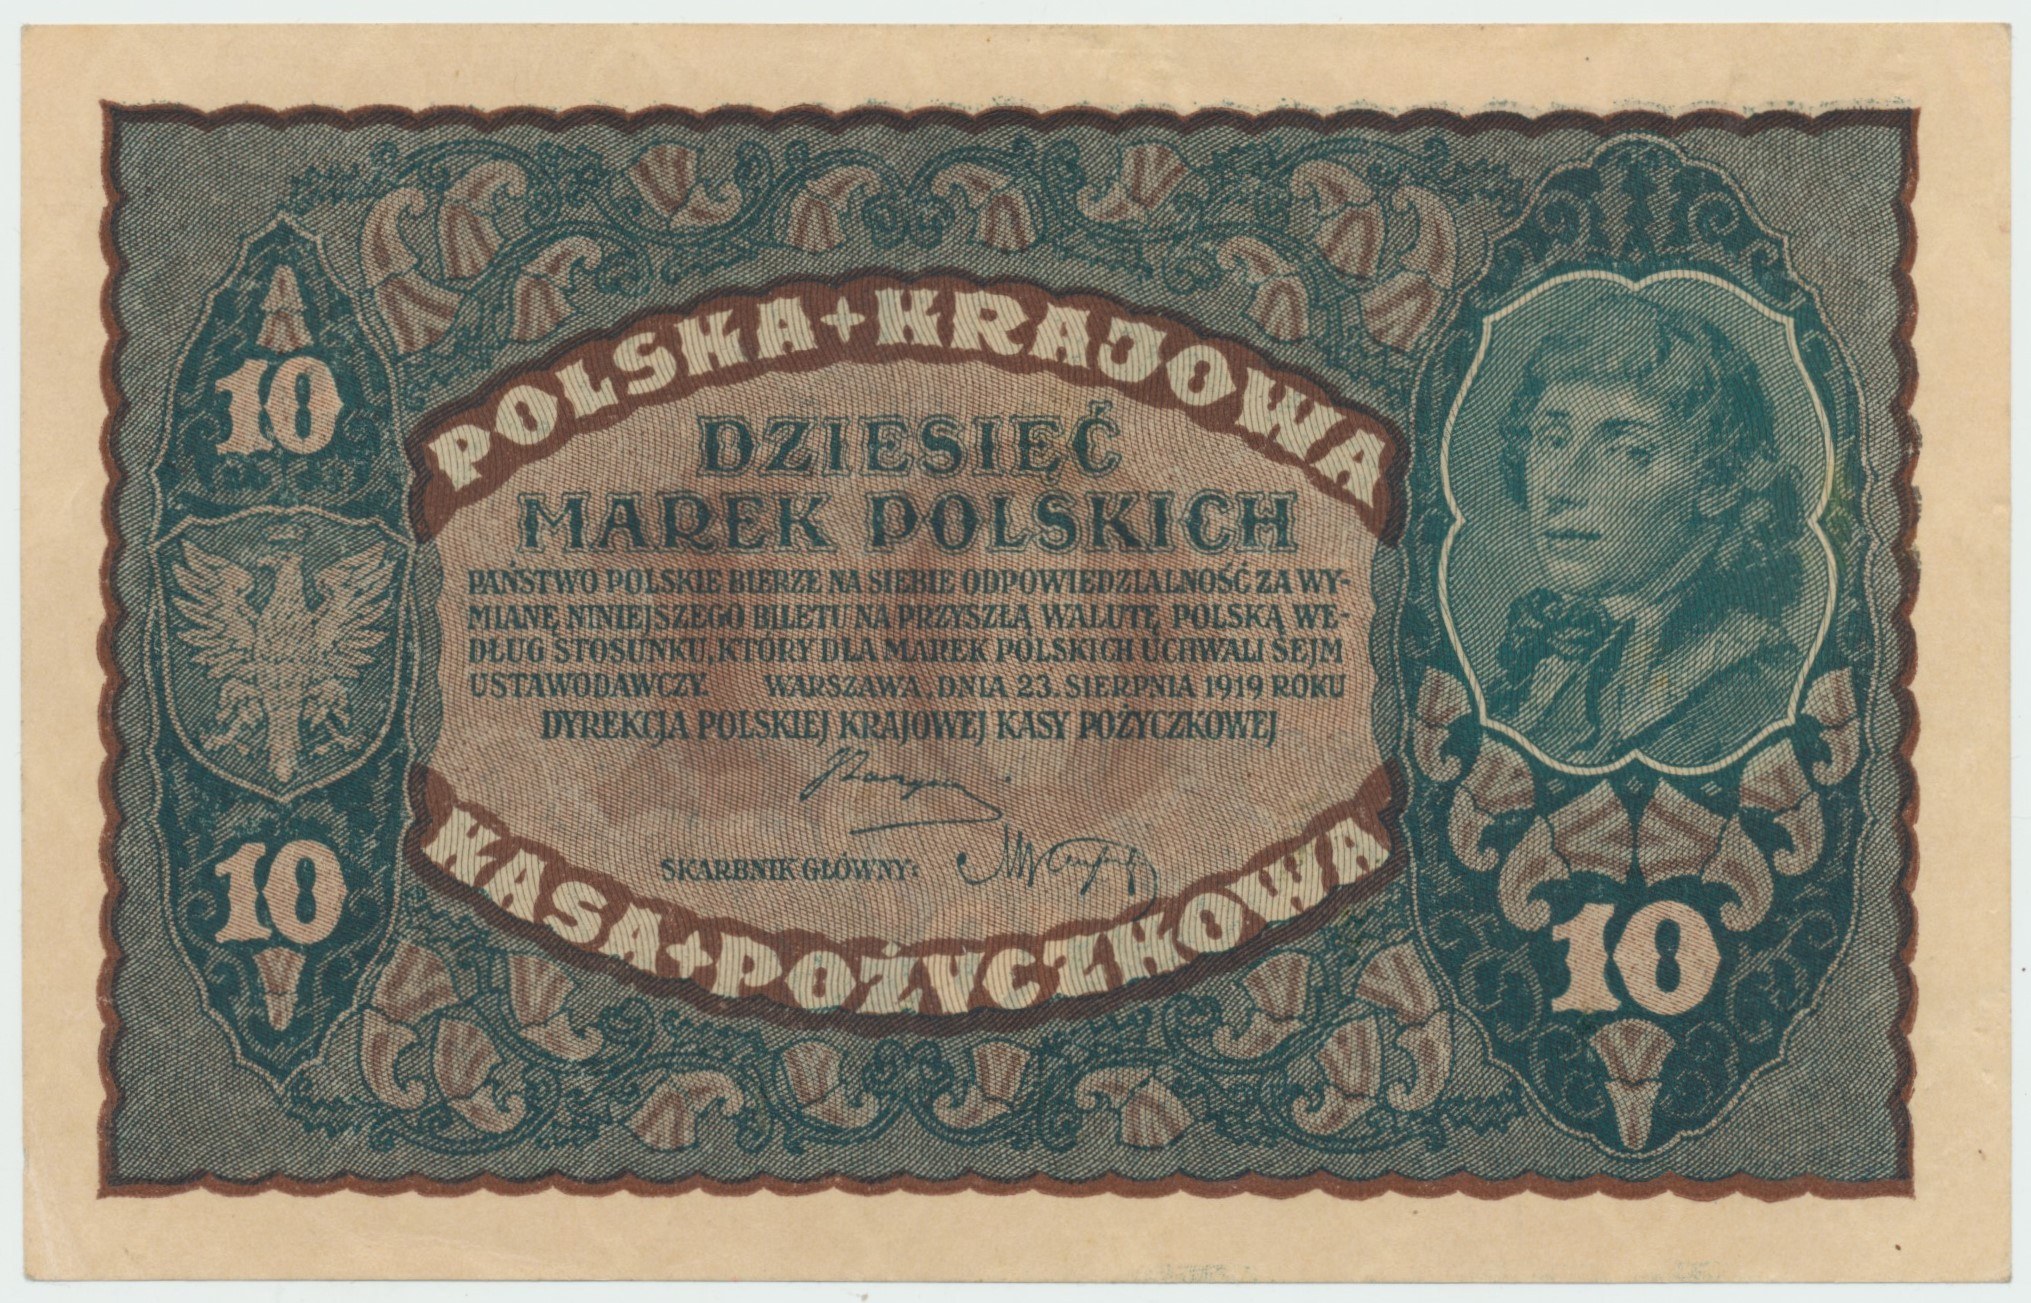 POLSKA KRAJOWA
10
DZIESIĘĆ
MAREK POLSKICH
PAŃSTWO POLSKIE BIERZE NA SIEBIE ODPOWIEDZIALNOŚĆ ZA WY-
MIANĘ NINIEJSZEGO BILETU NA PRZYSZŁĄ WALUTĘ POLSKĄ WE-
DŁUG STOSUNKU, KTÓRY DLA MAREK POLSKICH UCHWALI SEJM
USTAWODAWCZY. WARSZAWA, DNIA 23. SIERPNIA 1919 ROKU
DYREKCJA POLSKIEJ KRAJOWEJ KASY POŻYCZKOWEJ
SKARBNIK GŁÓWNY:
10
10
KASA POŻYCZKOWA